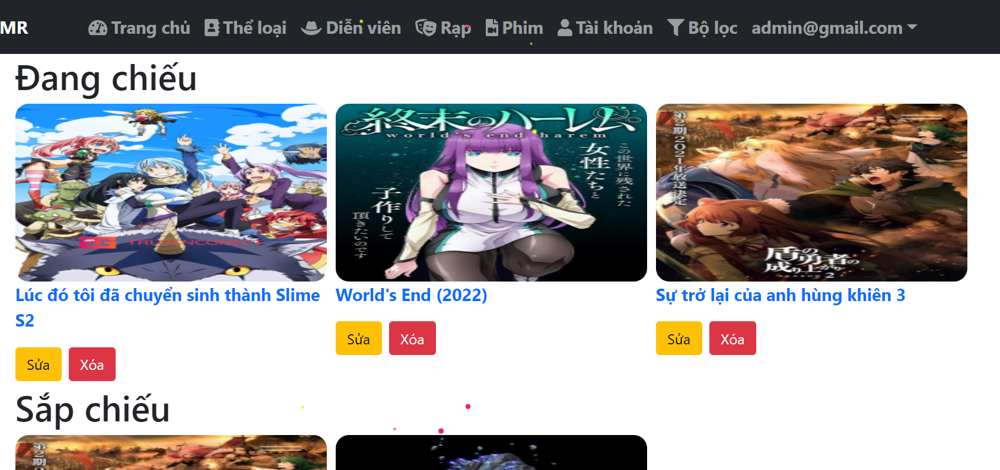 MR
Trang chủ
Thể loại
Diễn viên
Rạp
Phim
Tài khoản
Bộ lọc
admin@gmail.com
Đang chiếu
TRUYENCONECT
終末のハーレム
world's end harem
この世界に残された
女性たちと
子作りして
頂きたいのです
第2期2021年放送決定
盾の勇者の
成り上がり
SEASON 2
Lúc đó tôi đã chuyển sinh thành Slime
S2
World's End (2022)
Sự trở lại của anh hùng khiên 3
Sửa
Xóa
Sửa
Xóa
Sửa
Xóa
Sắp chiếu
第2期